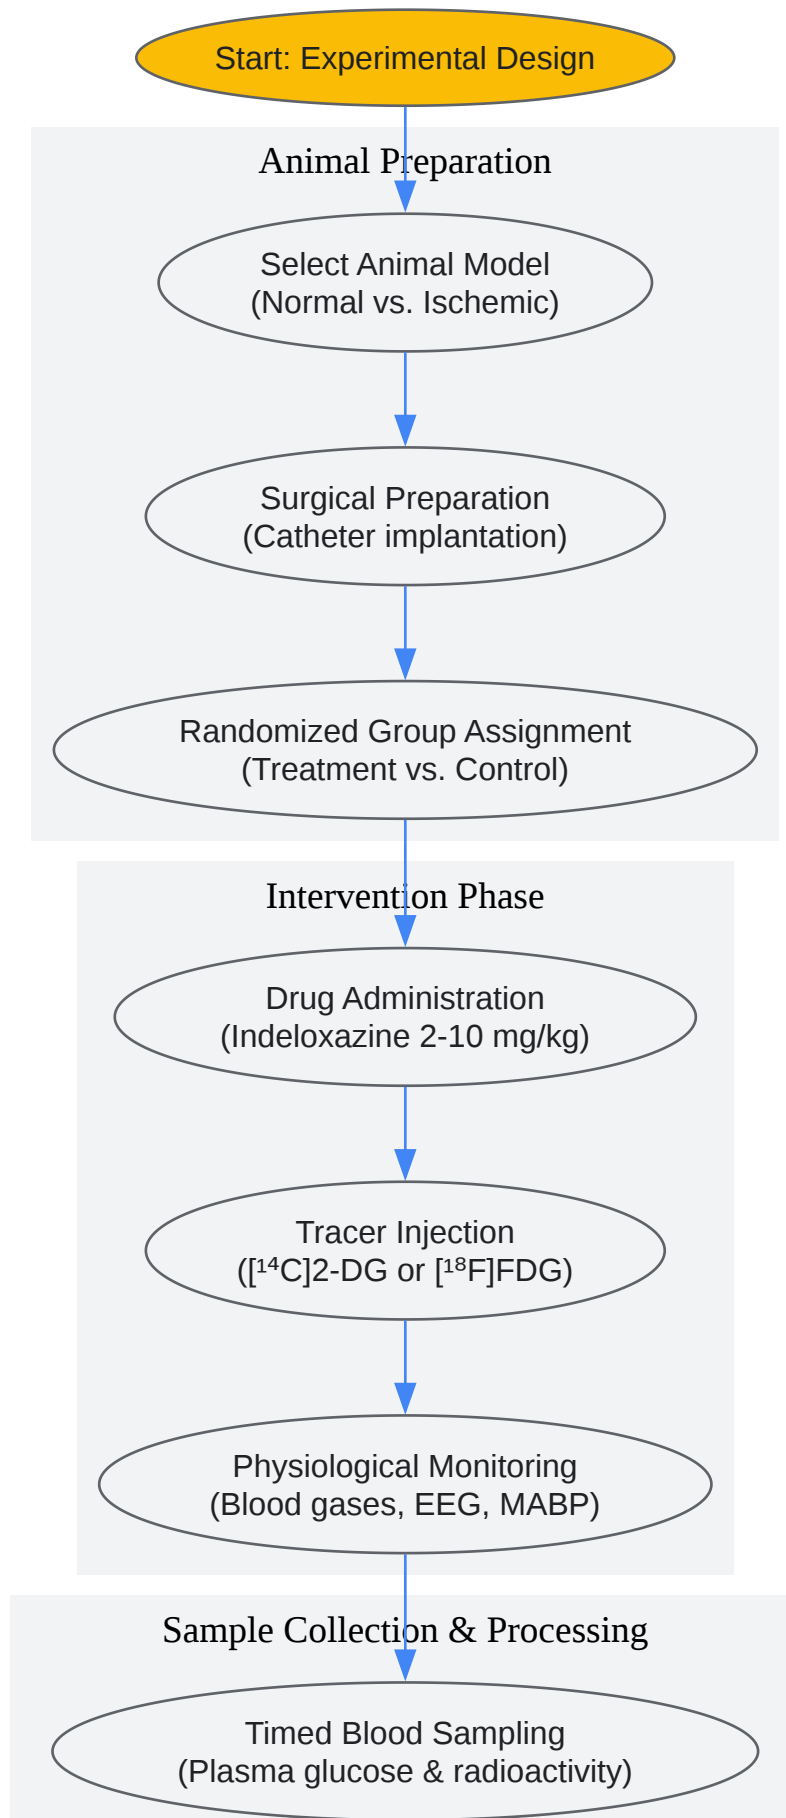 Start: Experimental Design
Animal Preparation
Select Animal Model
(Normal vs. Ischemic)
Surgical Preparation
(Catheter implantation)
Randomized Group Assignment
(Treatment vs. Control)
Intervention Phase
Drug Administration
(Indeloxazine 2-10 mg/kg)
Tracer Injection
([¹⁴C]2-DG or [¹⁸F]FDG)
Physiological Monitoring
(Blood gases, EEG, MABP)
Sample Collection & Processing
Timed Blood Sampling
(Plasma glucose & radioactivity)